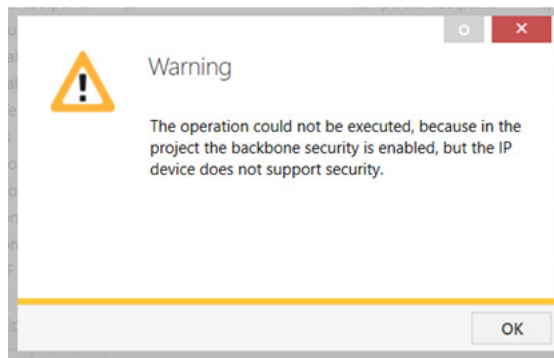 Warning
The operation could not be executed, because in the
project the backbone security is enabled, but the IP
device does not support security.
OK